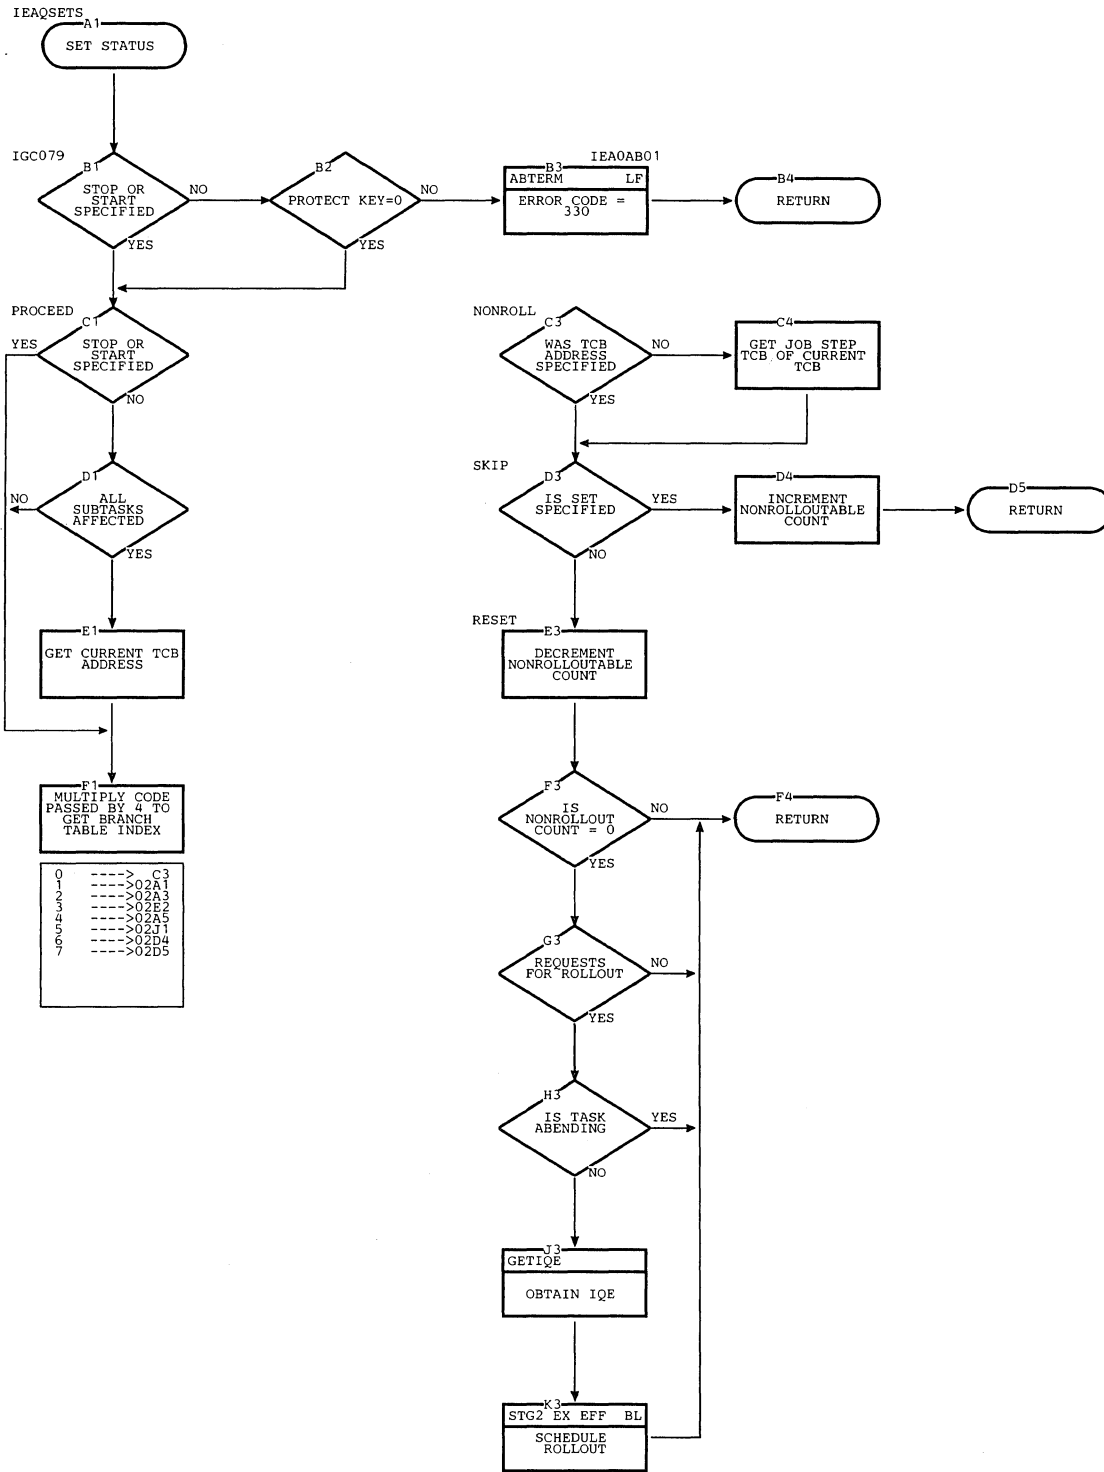 IEAQSETS
A1
SET STATUS
IGC079
B1
STOP OR
START
SPECIFIED
NO
YES
B2
PROTECT KEY=0
NO
YES
IEA0AB01
B3
ABTERM LF
ERROR CODE =
330
B4
RETURN
PROCEED
C1
YES
STOP OR
START
SPECIFIED
NO
NONROLL
C3
WAS TCB
ADDRESS
SPECIFIED
NO
YES
C4
GET JOB STEP
TCB OF CURRENT
TCB
D1
NO
ALL
SUBTASKS
AFFECTED
YES
SKIP
D3
IS SET
SPECIFIED
YES
NO
D4
INCREMENT
NONROLLOUTABLE
COUNT
D5
RETURN
E1
GET CURRENT TCB
ADDRESS
RESET
E3
DECREMENT
NONROLLOUTABLE
COUNT
F1
MULTIPLY CODE
PASSED BY 4 TO
GET BRANCH
TABLE INDEX
0 ----> C3
1 ---->02A1
2 ---->02A3
3 ---->02E2
4 ---->02A5
5 ---->02J1
6 ---->02D4
7 ---->02D5
F3
IS
NONROLLOUT
COUNT = 0
NO
YES
F4
RETURN
G3
REQUESTS
FOR ROLLOUT
NO
YES
H3
IS TASK
ABENDING
YES
NO
J3
GETIQE
OBTAIN IQE
K3
STG2 EX EFF BL
SCHEDULE
ROLLOUT